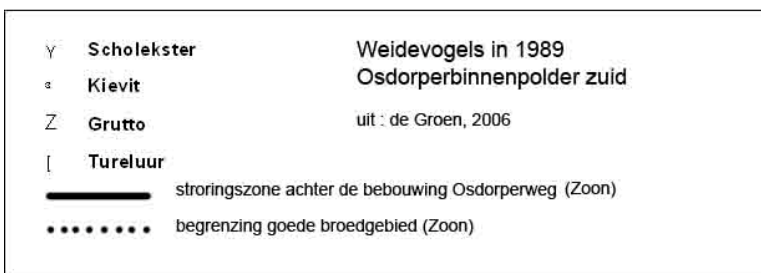 Y Scholekster
¤ Kievit
Z Grutto
[ Tureluur
Weidevogels in 1989
Osdorperbinnenpolder zuid
uit : de Groen, 2006
stroringszone achter de bebouwing Osdorperweg (Zoon)
begrenzing goede broedgebied (Zoon)